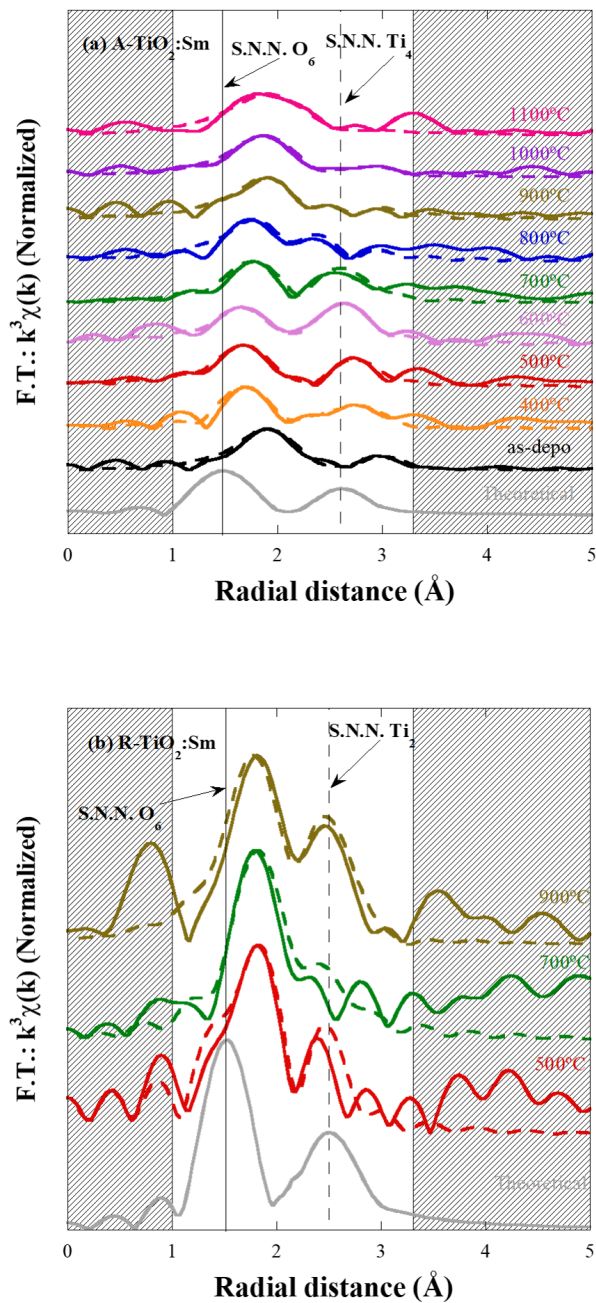 (a) A-TiO₂:Sm
S.N.N. O₆
S.N.N. Ti₄
1100ºC
1000ºC
900ºC
800ºC
700ºC
600ºC
500ºC
400ºC
as-depo
Theoretical
F.T.: k³χ(k) (Normalized)
0 1 2 3 4 5
Radial distance (Å)
(b) R-TiO₂:Sm
S.N.N. Ti₂
S.N.N. O₆
900ºC
700ºC
500ºC
Theoretical
F.T.: k³χ(k) (Normalized)
0 1 2 3 4 5
Radial distance (Å)